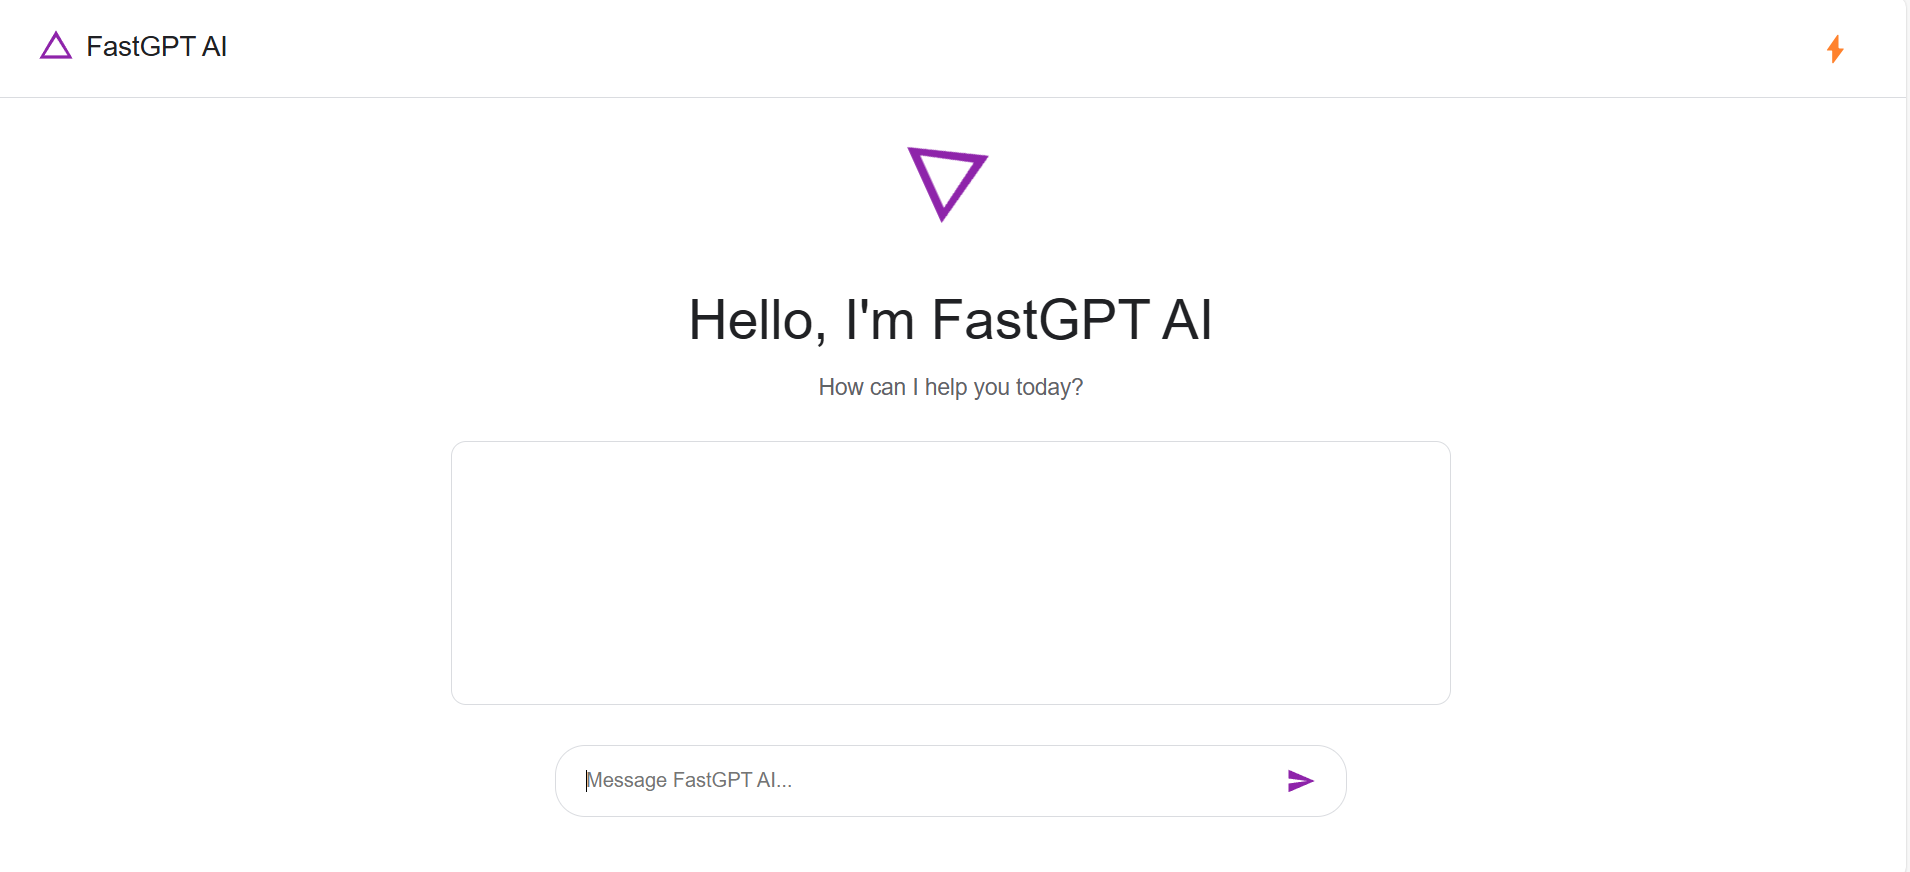 FastGPT AI
Hello, I'm FastGPT AI
How can I help you today?
Message FastGPT AI...